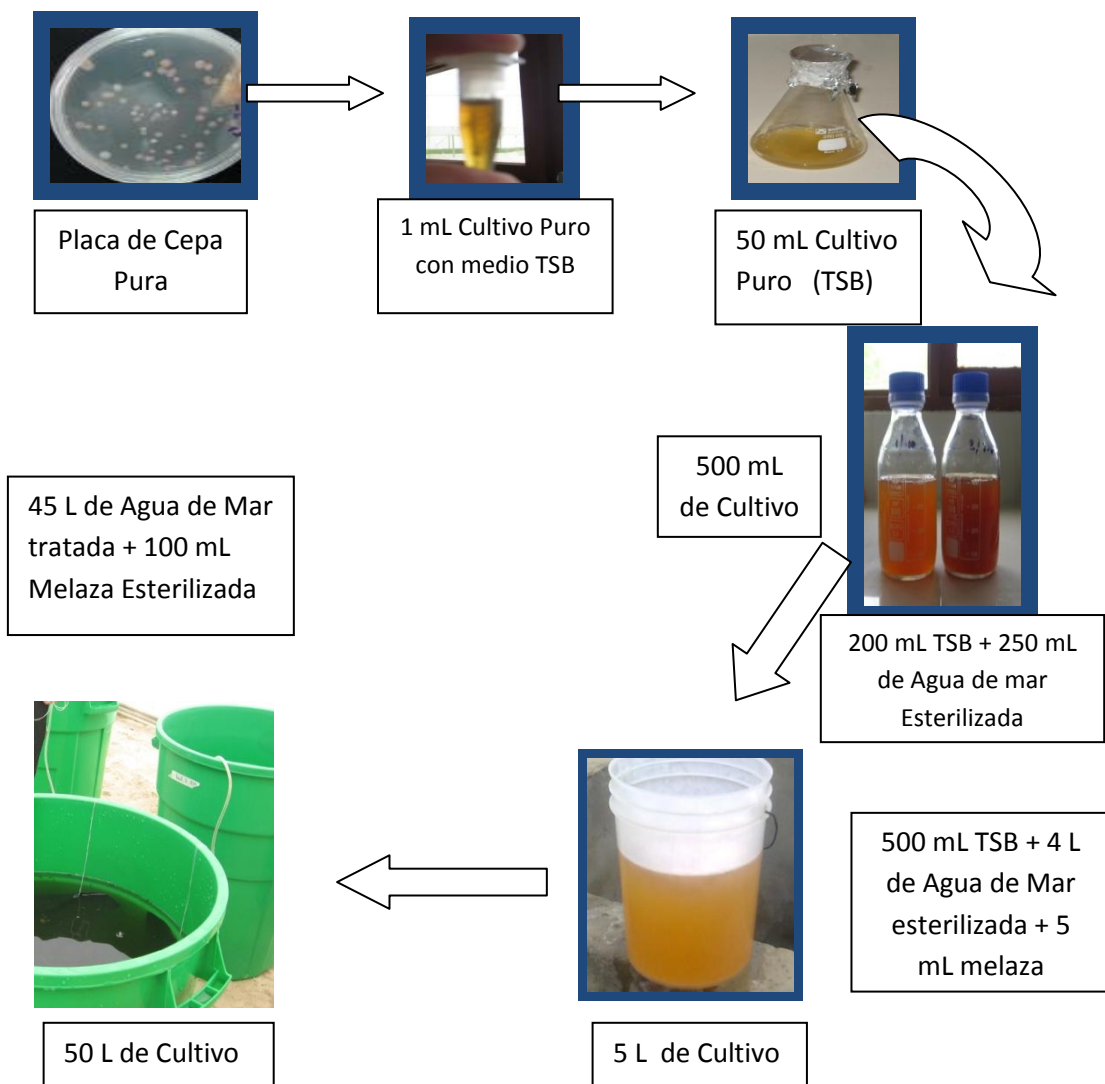 Placa de Cepa
Pura
1 mL Cultivo Puro
con medio TSB
50 mL Cultivo
Puro (TSB)
500 mL
de Cultivo
200 mL TSB + 250 mL
de Agua de mar
Esterilizada
500 mL TSB + 4 L
de Agua de Mar
esterilizada + 5
mL melaza
5 L de Cultivo
45 L de Agua de Mar
tratada + 100 mL
Melaza Esterilizada
50 L de Cultivo